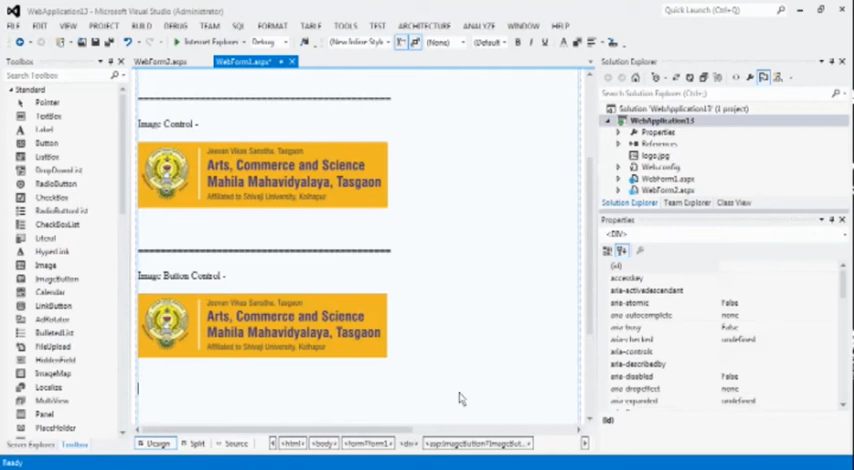 WebApplication13 - Microsoft Visual Studio (Administrator)
Quick Launch (Ctrl+Q)
FILE EDIT VIEW PROJECT BUILD DEBUG TEAM SQL FORMAT TABLE TOOLS TEST ARCHITECTURE ANALYZE WINDOW HELP
Internet Explorer Debug (New Inline Style (None) (Default B I U A
Toolbox
Search Toolbox
Standard
Pointer
TextBox
Label
Button
ListBox
DropDownList
RadioButton
CheckBox
RadioButtonList
CheckBoxList
Literal
HyperLink
Image
ImageButton
Calendar
LinkButton
AdRotator
BulletedList
FileUpload
HiddenField
ImageMap
Localize
MultiView
Panel
PlaceHolder
Server Explorer Toolbox
WebForm2.aspx WebForm1.aspx*
Image Control -
Jeevan Vikas Sanstha, Tasgaon
Arts, Commerce and Science
Mahila Mahavidyalaya, Tasgaon
Affiliated to Shivaji University, Kolhapur
Image Button Control -
Jeevan Vikas Sanstha, Tasgaon
Arts, Commerce and Science
Mahila Mahavidyalaya, Tasgaon
Affiliated to Shivaji University, Kolhapur
Design Split Source <html> <body> <form#form1> <div> <asp:ImageButton#ImageBut...>
Solution Explorer
Search Solution Explorer (Ctrl+;)
Solution 'WebApplication13' (1 project)
WebApplication13
Properties
References
logo.jpg
Web.config
WebForm1.aspx
WebForm2.aspx
Solution Explorer Team Explorer Class View
Properties
<DIV>
(id)
accesskey
aria-activedescendant
aria-atomic False
aria-autocomplete none
aria-busy False
aria-checked undefined
aria-controls
aria-describedby
aria-disabled False
aria-dropeffect none
aria-expanded undefined
(id)
Ready